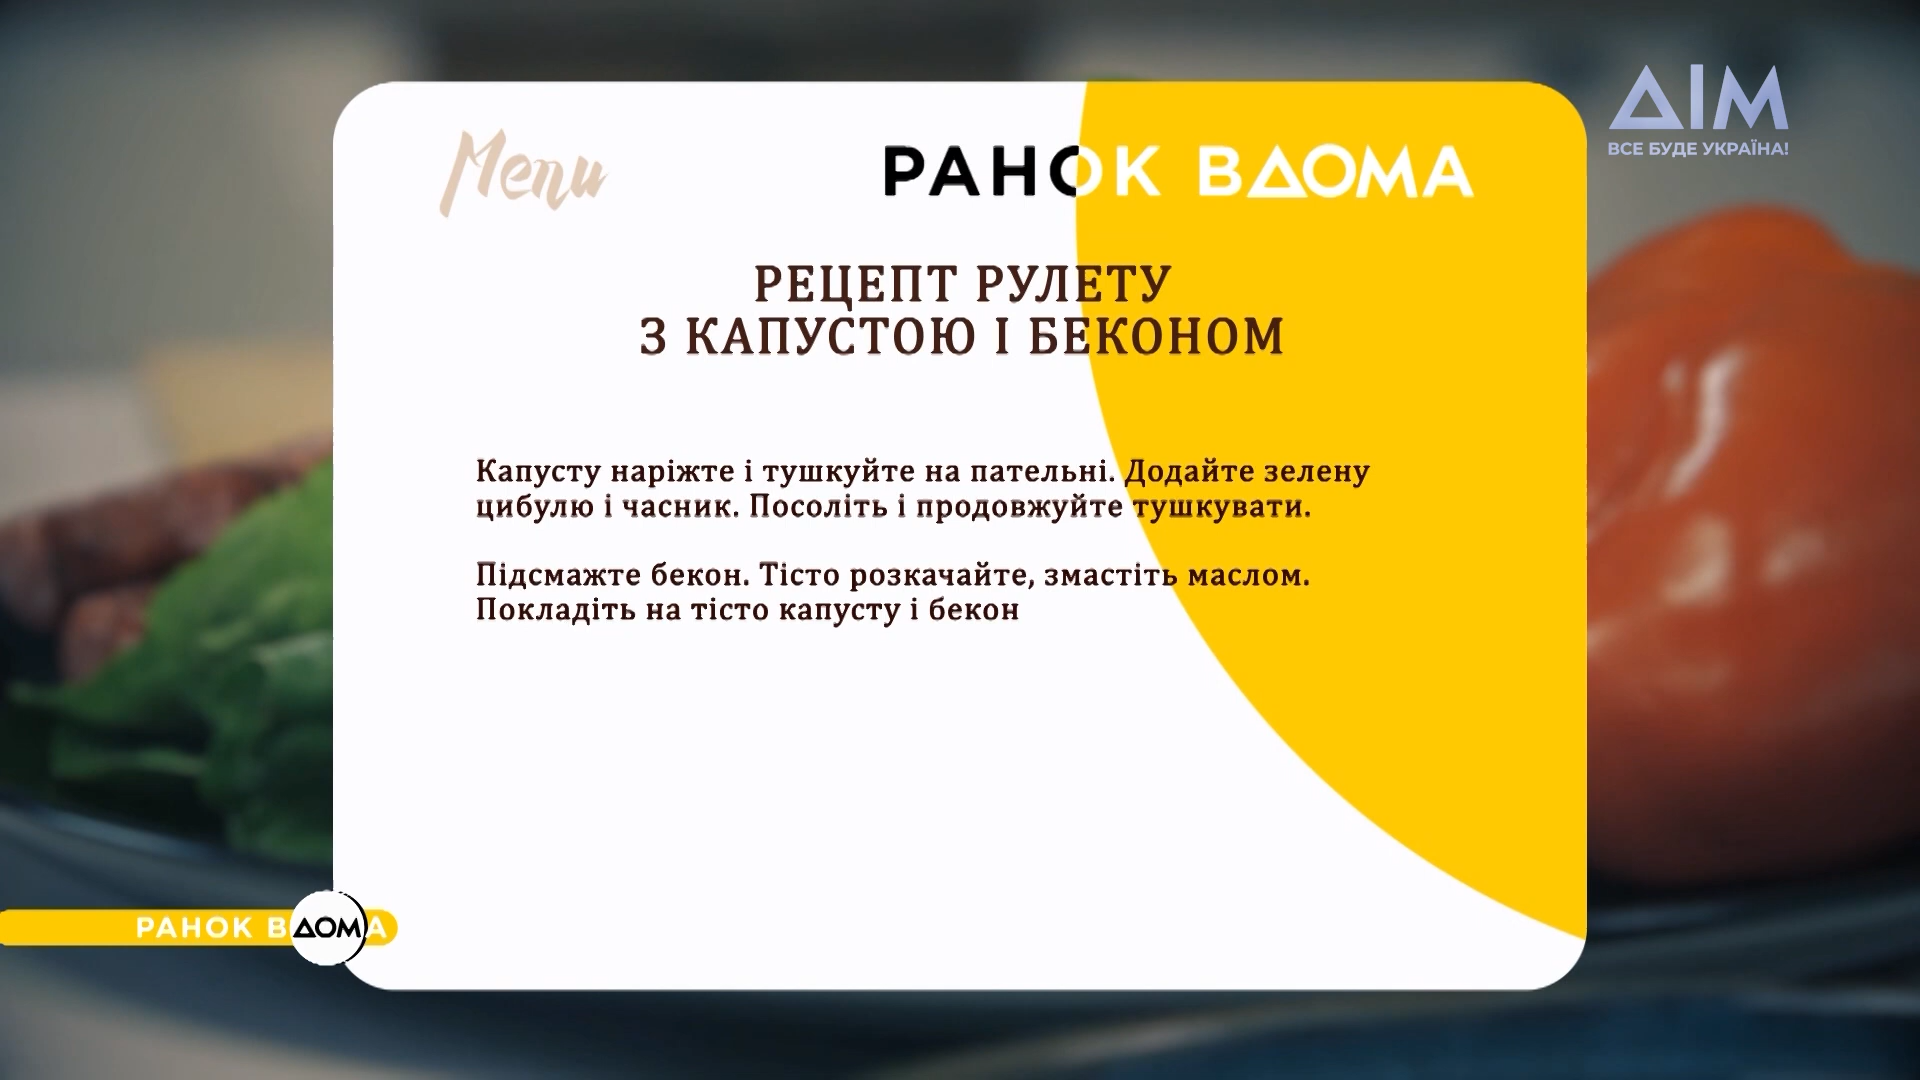 ДІМ
ВСЕ БУДЕ УКРАЇНА!
Menu
РАНОК ВДОМА
РЕЦЕПТ РУЛЕТУ
З КАПУСТОЮ І БЕКОНОМ
Капусту наріжте і тушкуйте на пательні. Додайте зелену
цибулю і часник. Посоліть і продовжуйте тушкувати.
Підсмажте бекон. Тісто розкачайте, змастіть маслом.
Покладіть на тісто капусту і бекон
РАНОК ВДОМА